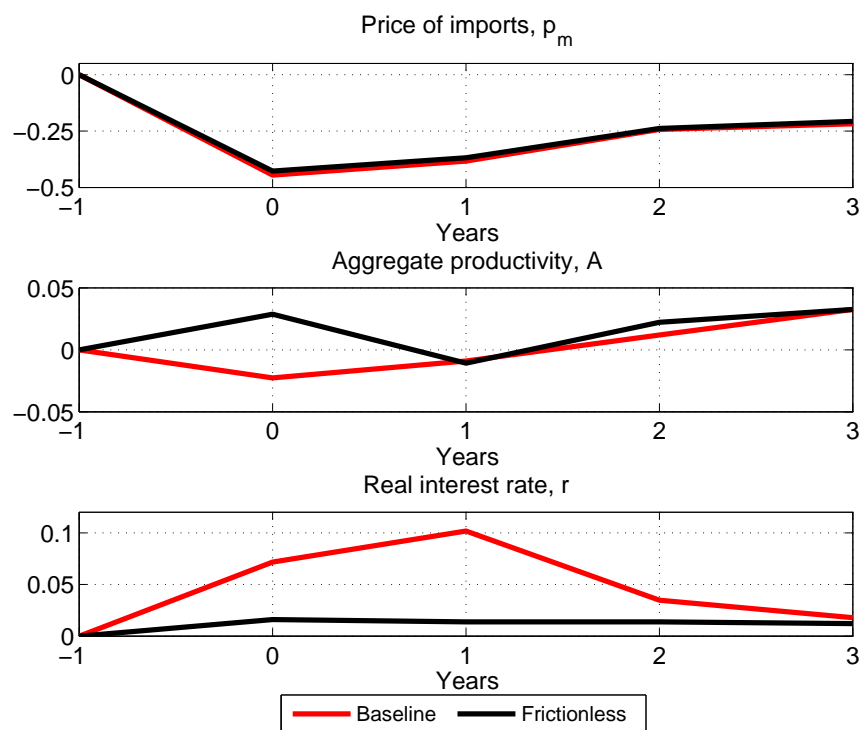 Price of imports, p_m
0
−0.25
−0.5
−1 0 1 2 3
Years
Aggregate productivity, A
0.05
0
−0.05
−1 0 1 2 3
Years
Real interest rate, r
0.1
0.05
0
−1 0 1 2 3
Years
Baseline Frictionless